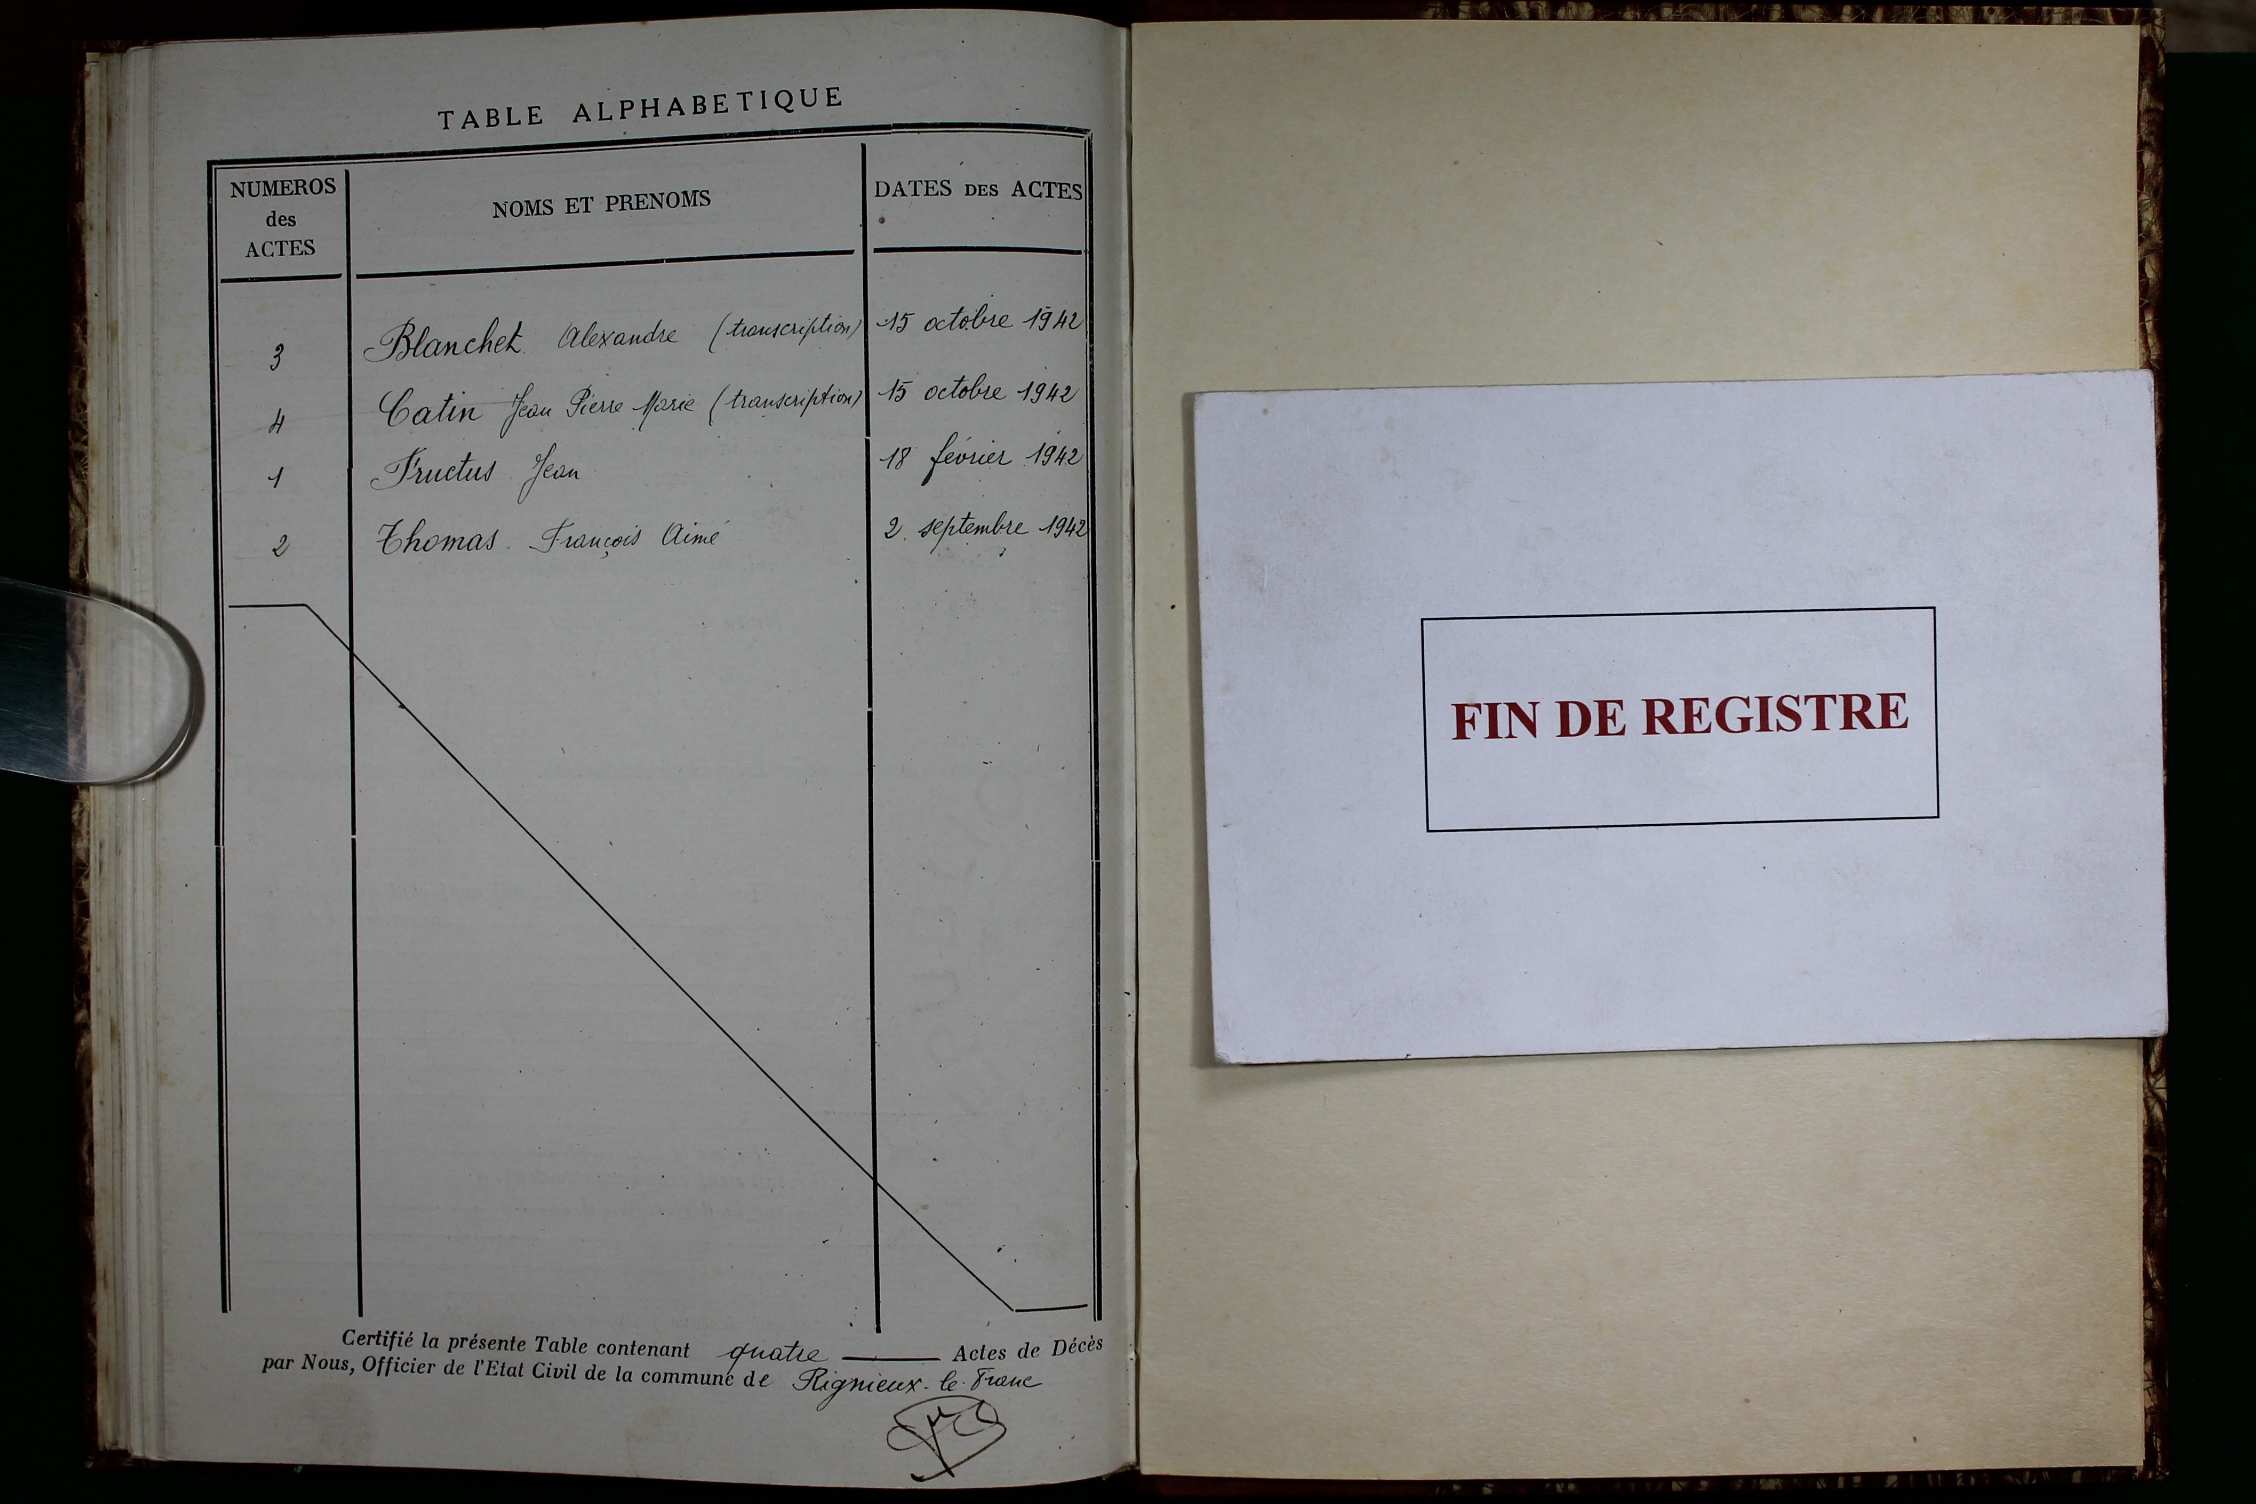 TABLE ALPHABETIQUE
NUMEROS des ACTES
NOMS ET PRENOMS
DATES DES ACTES
3 Blanchet Alexandre (transcription) 15 octobre 1942
4 Catin Jean Pierre Marie (transcription) 15 octobre 1942
1 Fructus Jean 18 février 1942
2 Thomas François Aimé 2 septembre 1942
Certifié la présente Table contenant quatre Actes de Décès
par Nous, Officier de l'Etat Civil de la commune de Rignieux-le-Franc
FIN DE REGISTRE